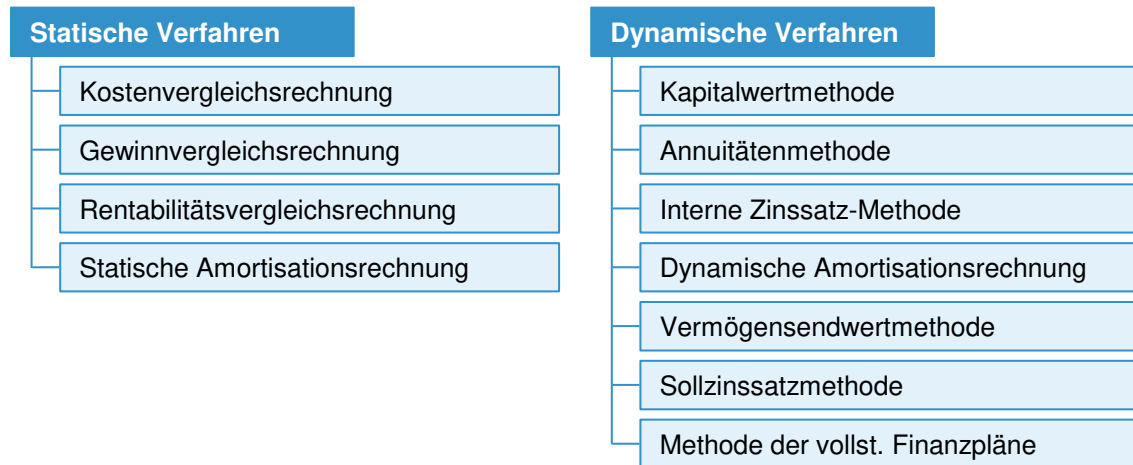 Statische Verfahren
Kostenvergleichsrechnung
Gewinnvergleichsrechnung
Rentabilitätsvergleichsrechnung
Statische Amortisationsrechnung
Dynamische Verfahren
Kapitalwertmethode
Annuitätenmethode
Interne Zinssatz-Methode
Dynamische Amortisationsrechnung
Vermögensendwertmethode
Sollzinssatzmethode
Methode der vollst. Finanzpläne